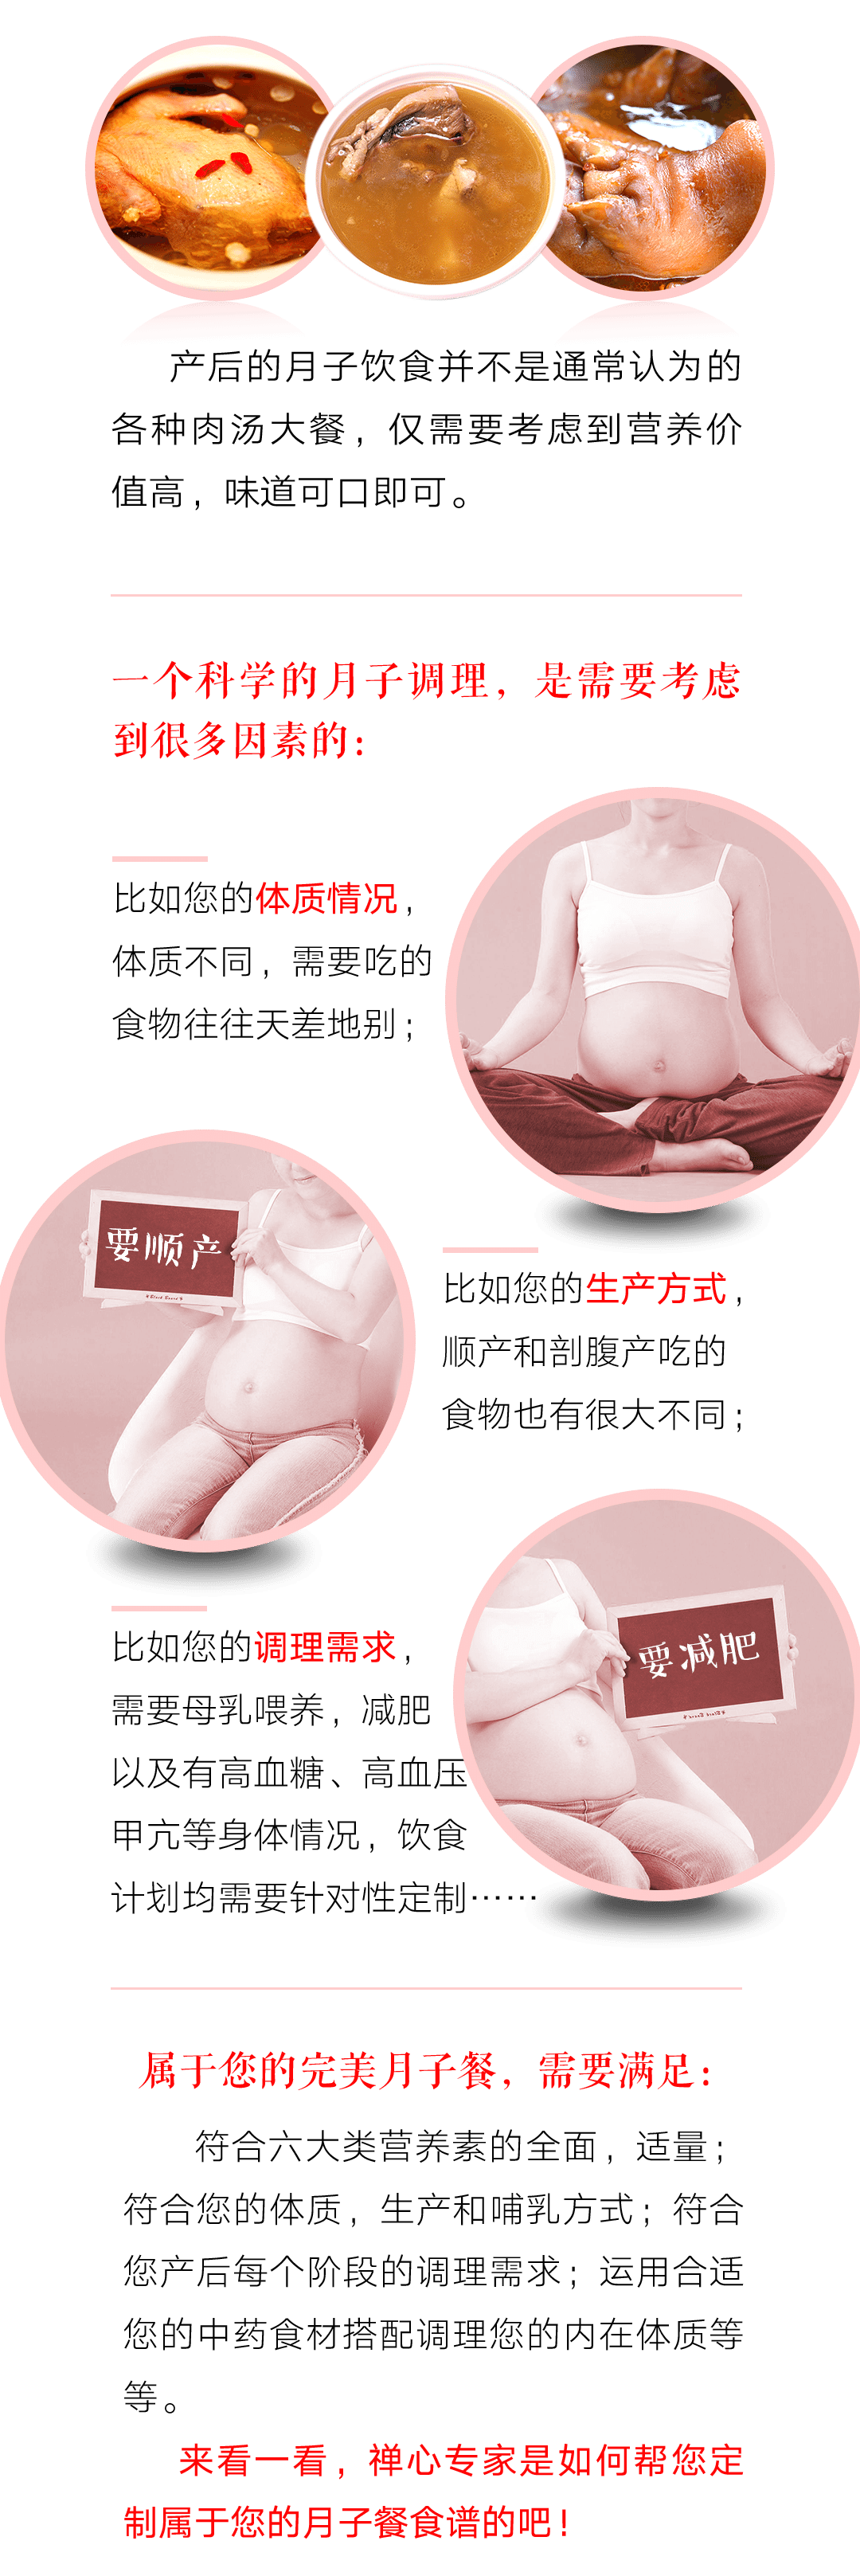 产后的月子饮食并不是通常认为的
各种肉汤大餐，仅需要考虑到营养价
值高，味道可口即可。
一个科学的月子调理，是需要考虑
到很多因素的：
比如您的体质情况，
体质不同，需要吃的
食物往往天差地别；
要顺产
比如您的生产方式，
顺产和剖腹产吃的
食物也有很大不同；
要减肥
比如您的调理需求，
需要母乳喂养，减肥
以及有高血糖、高血压
甲亢等身体情况，饮食
计划均需要针对性定制……
属于您的完美月子餐，需要满足：
符合六大类营养素的全面，适量；
符合您的体质，生产和哺乳方式；符合
您产后每个阶段的调理需求；运用合适
您的中药食材搭配调理您的内在体质等
等。
来看一看，禅心专家是如何帮您定
制属于您的月子餐食谱的吧！